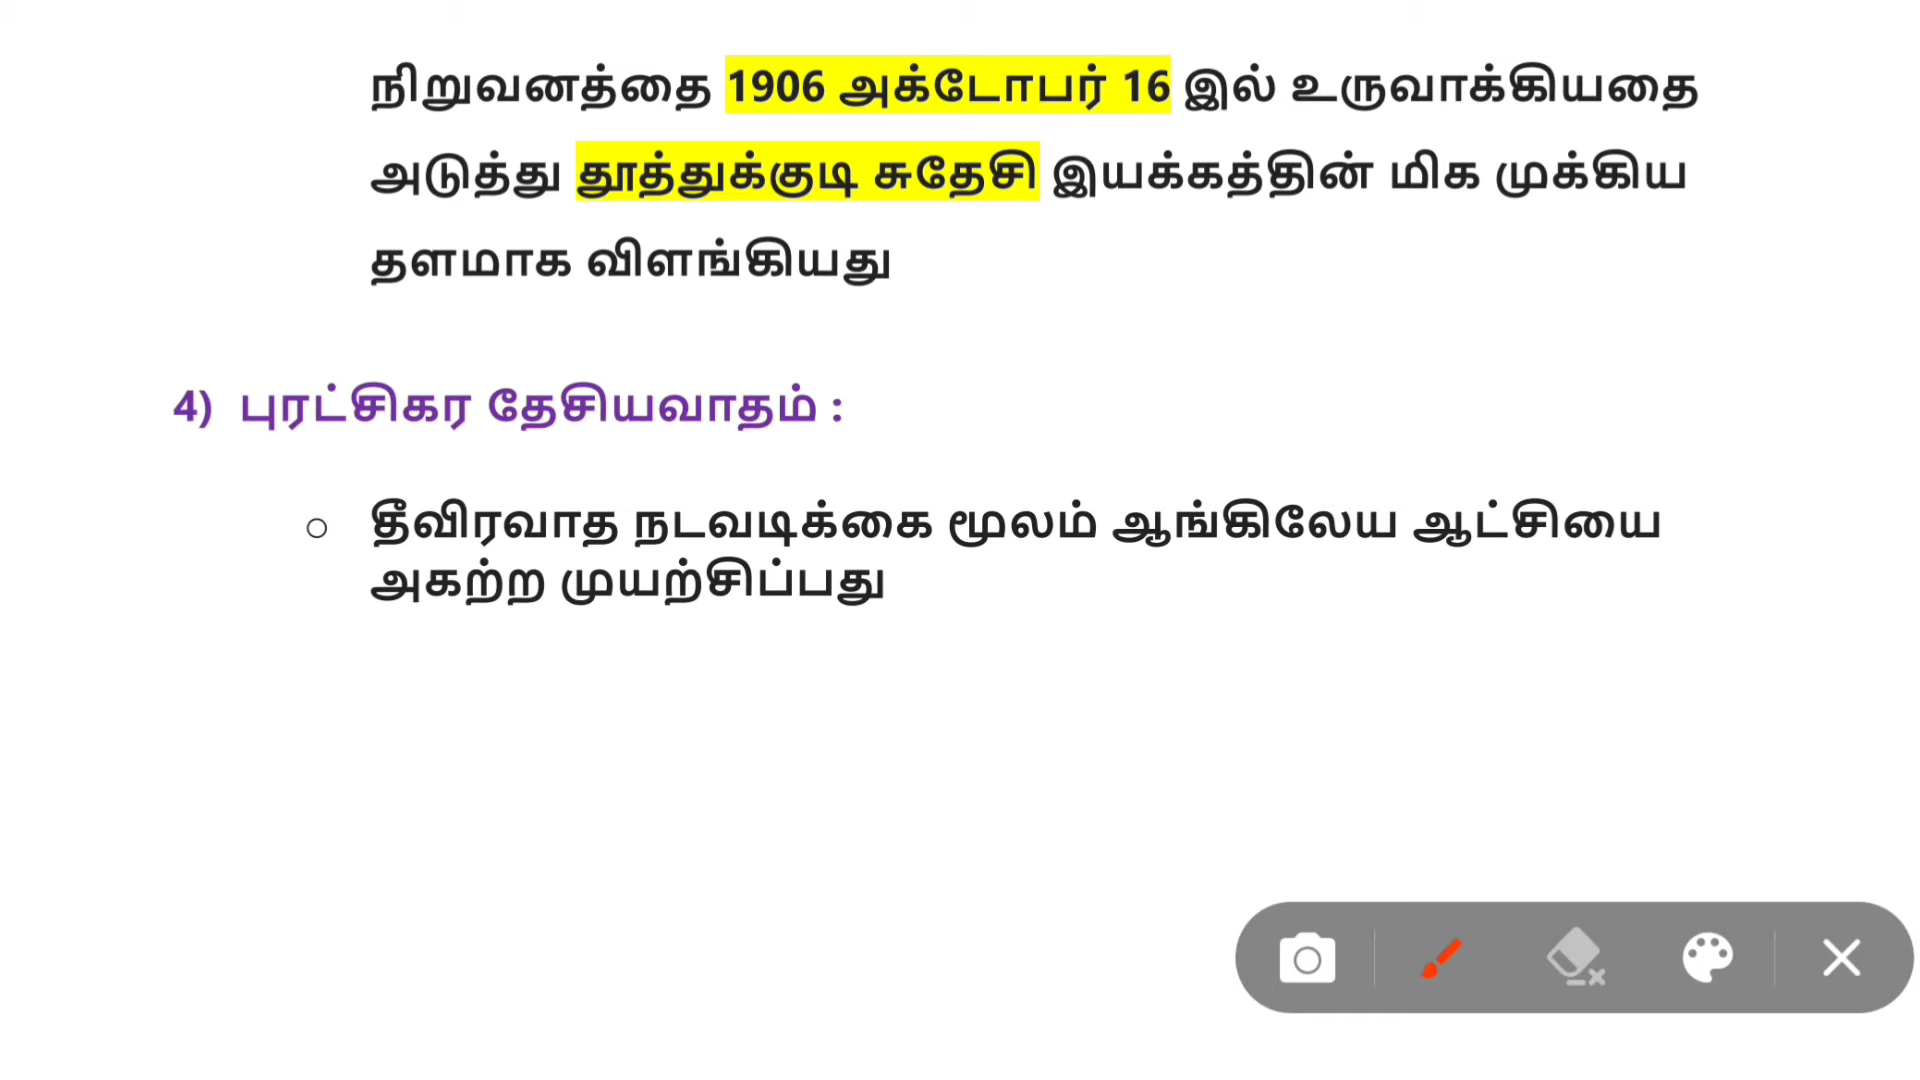 நிறுவனத்தை 1906 அக்டோபர் 16 இல் உருவாக்கியதை
அடுத்து தூத்துக்குடி சுதேசி இயக்கத்தின் மிக முக்கிய
தளமாக விளங்கியது
4) புரட்சிகர தேசியவாதம் :
○ தீவிரவாத நடவடிக்கை மூலம் ஆங்கிலேய ஆட்சியை
அகற்ற முயற்சிப்பது